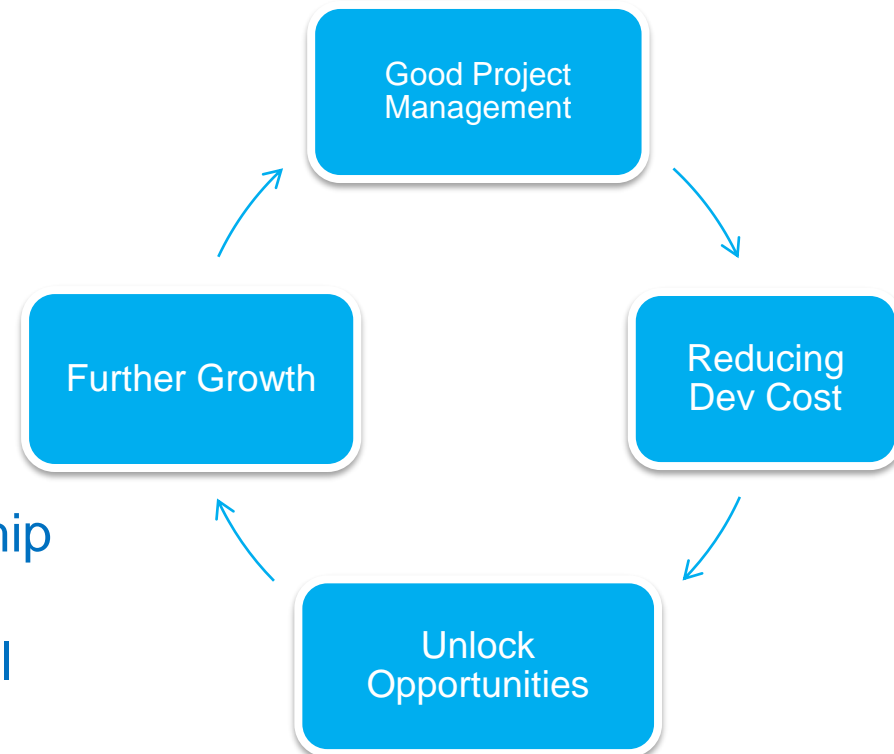 Good Project
Management
Further Growth
Reducing
Dev Cost
Unlock
Opportunities